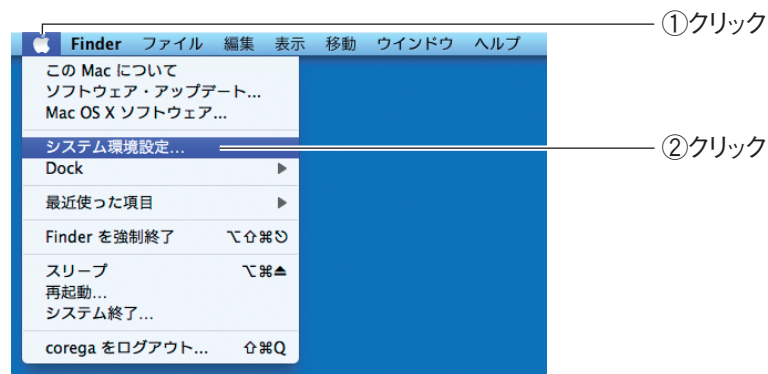 ①クリック
Finder ファイル 編集 表示 移動 ウインドウ ヘルプ
この Mac について
ソフトウェア・アップデート...
Mac OS X ソフトウェア...
システム環境設定...
②クリック
Dock ▶
最近使った項目 ▶
Finder を強制終了 ⌥⇧⌘⎋
スリープ ⌥⌘⏏
再起動...
システム終了...
corega をログアウト... ⇧⌘Q